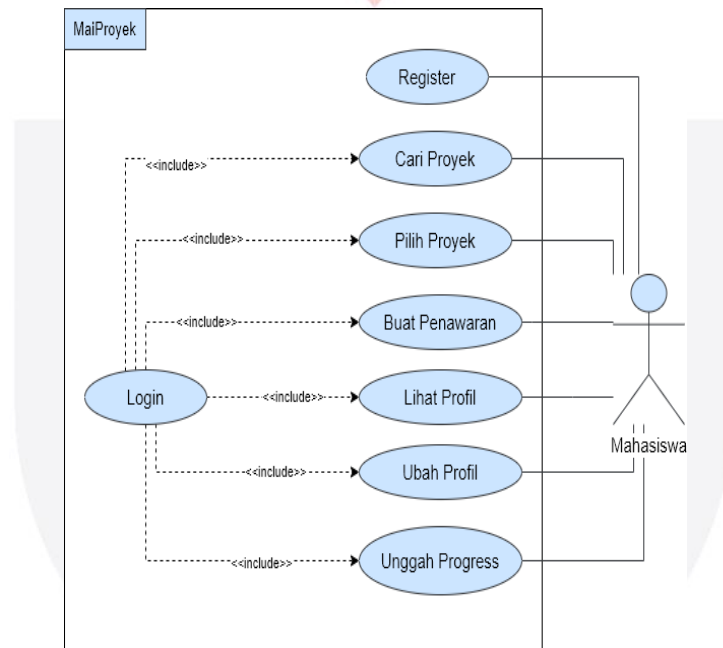 MaiProyek
Register
<<include>>
Cari Proyek
<<include>>
Pilih Proyek
<<include>>
Buat Penawaran
Login
<<include>>
Lihat Profil
Mahasiswa
<<include>>
Ubah Profil
<<include>>
Unggah Progress